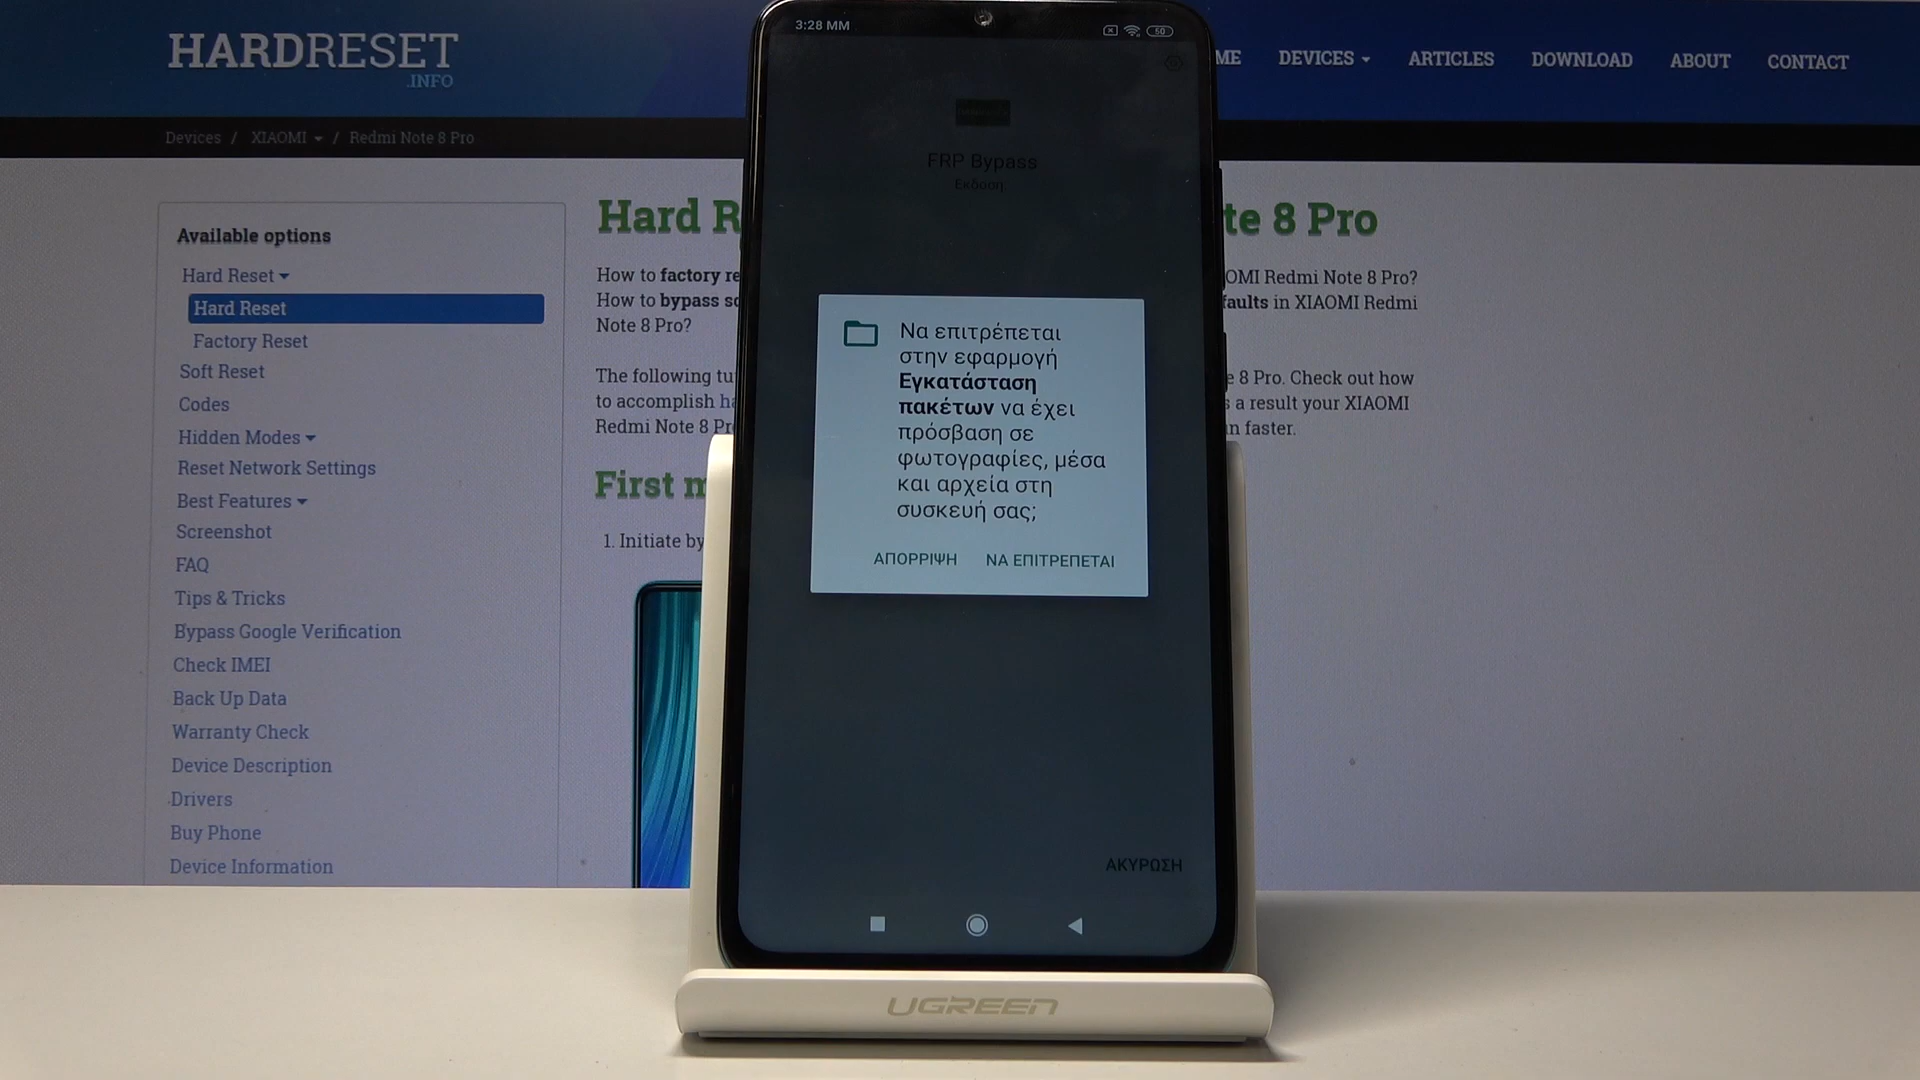 HARDRESET
.INFO
ME DEVICES ARTICLES DOWNLOAD ABOUT CONTACT
Devices / XIAOMI / Redmi Note 8 Pro
Available options
Hard Reset
Hard Reset
Factory Reset
Soft Reset
Codes
Hidden Modes
Reset Network Settings
Best Features
Screenshot
FAQ
Tips & Tricks
Bypass Google Verification
Check IMEI
Back Up Data
Warranty Check
Device Description
Drivers
Buy Phone
Device Information
Hard R
te 8 Pro
How to factory re
OMI Redmi Note 8 Pro?
How to bypass sc
faults in XIAOMI Redmi
Note 8 Pro?
The following tu
e 8 Pro. Check out how
to accomplish ha
s a result your XIAOMI
Redmi Note 8 Pr
n faster.
First m
1. Initiate by
3:28 ΜΜ
50
FRP Bypass
Έκδοση
Να επιτρέπεται
στην εφαρμογή
Εγκατάσταση
πακέτων να έχει
πρόσβαση σε
φωτογραφίες, μέσα
και αρχεία στη
συσκευή σας;
ΑΠΟΡΡΙΨΗ ΝΑ ΕΠΙΤΡΕΠΕΤΑΙ
ΑΚΥΡΩΣΗ
UGREEN